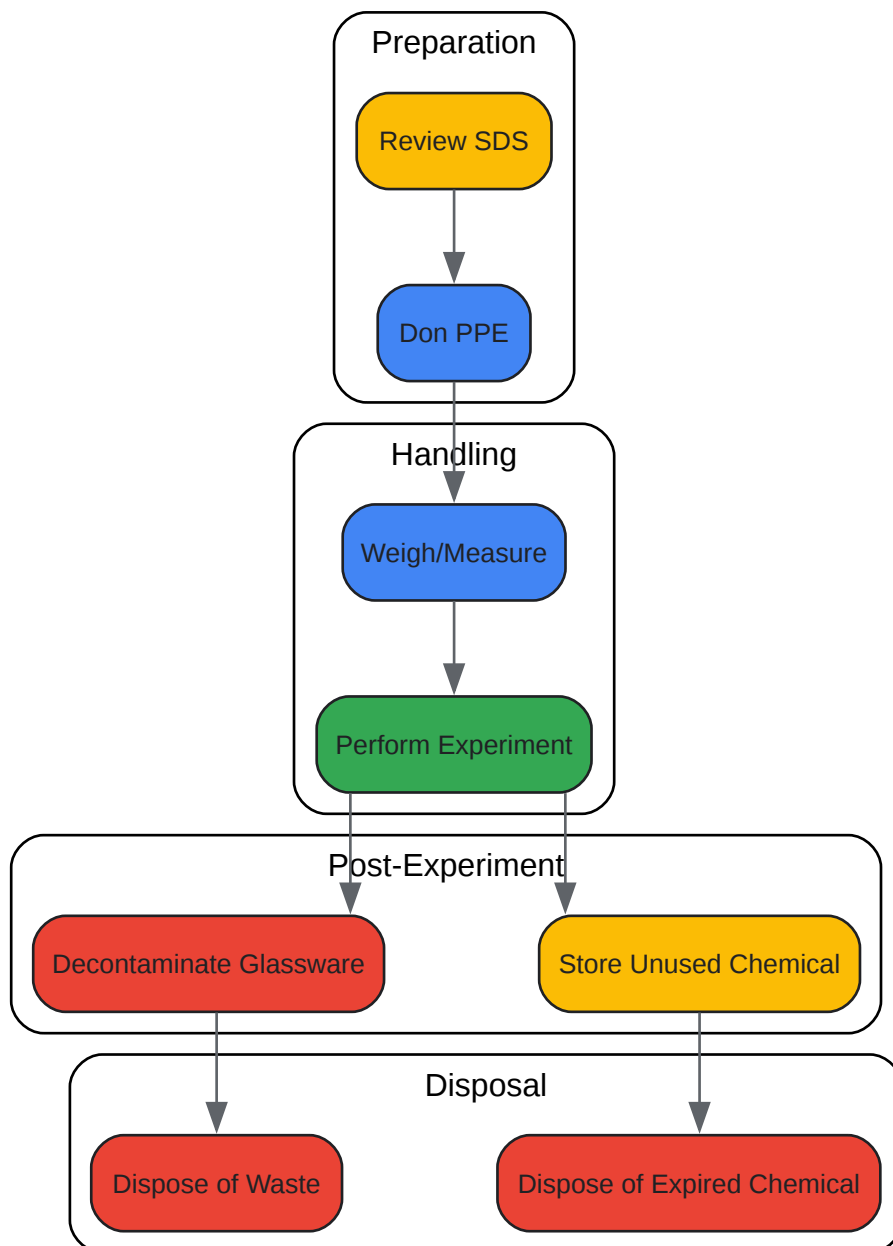 Preparation
Review SDS
Don PPE
Handling
Weigh/Measure
Perform Experiment
Post-Experiment
Decontaminate Glassware
Store Unused Chemical
Disposal
Dispose of Waste
Dispose of Expired Chemical